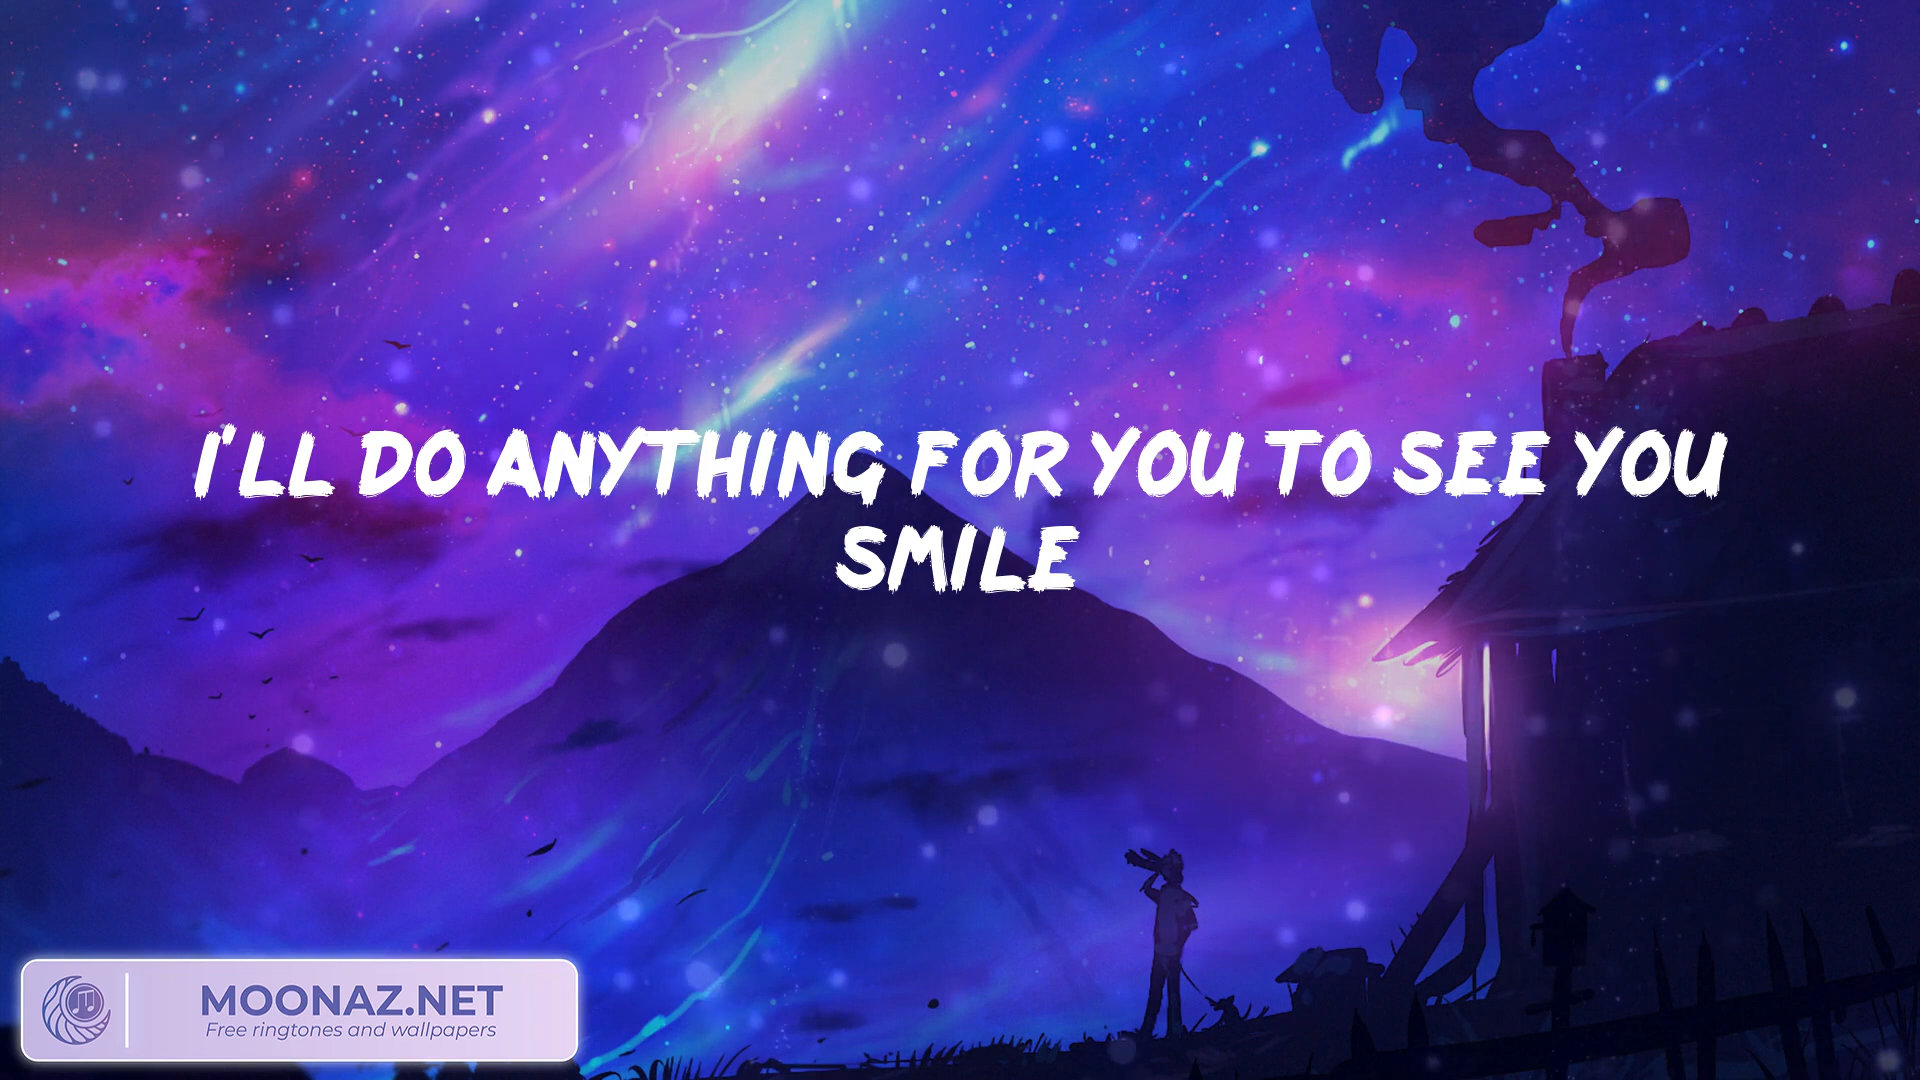 I'LL DO ANYTHING FOR YOU TO SEE YOU
SMILE
MOONAZ.NET
Free ringtones and wallpapers